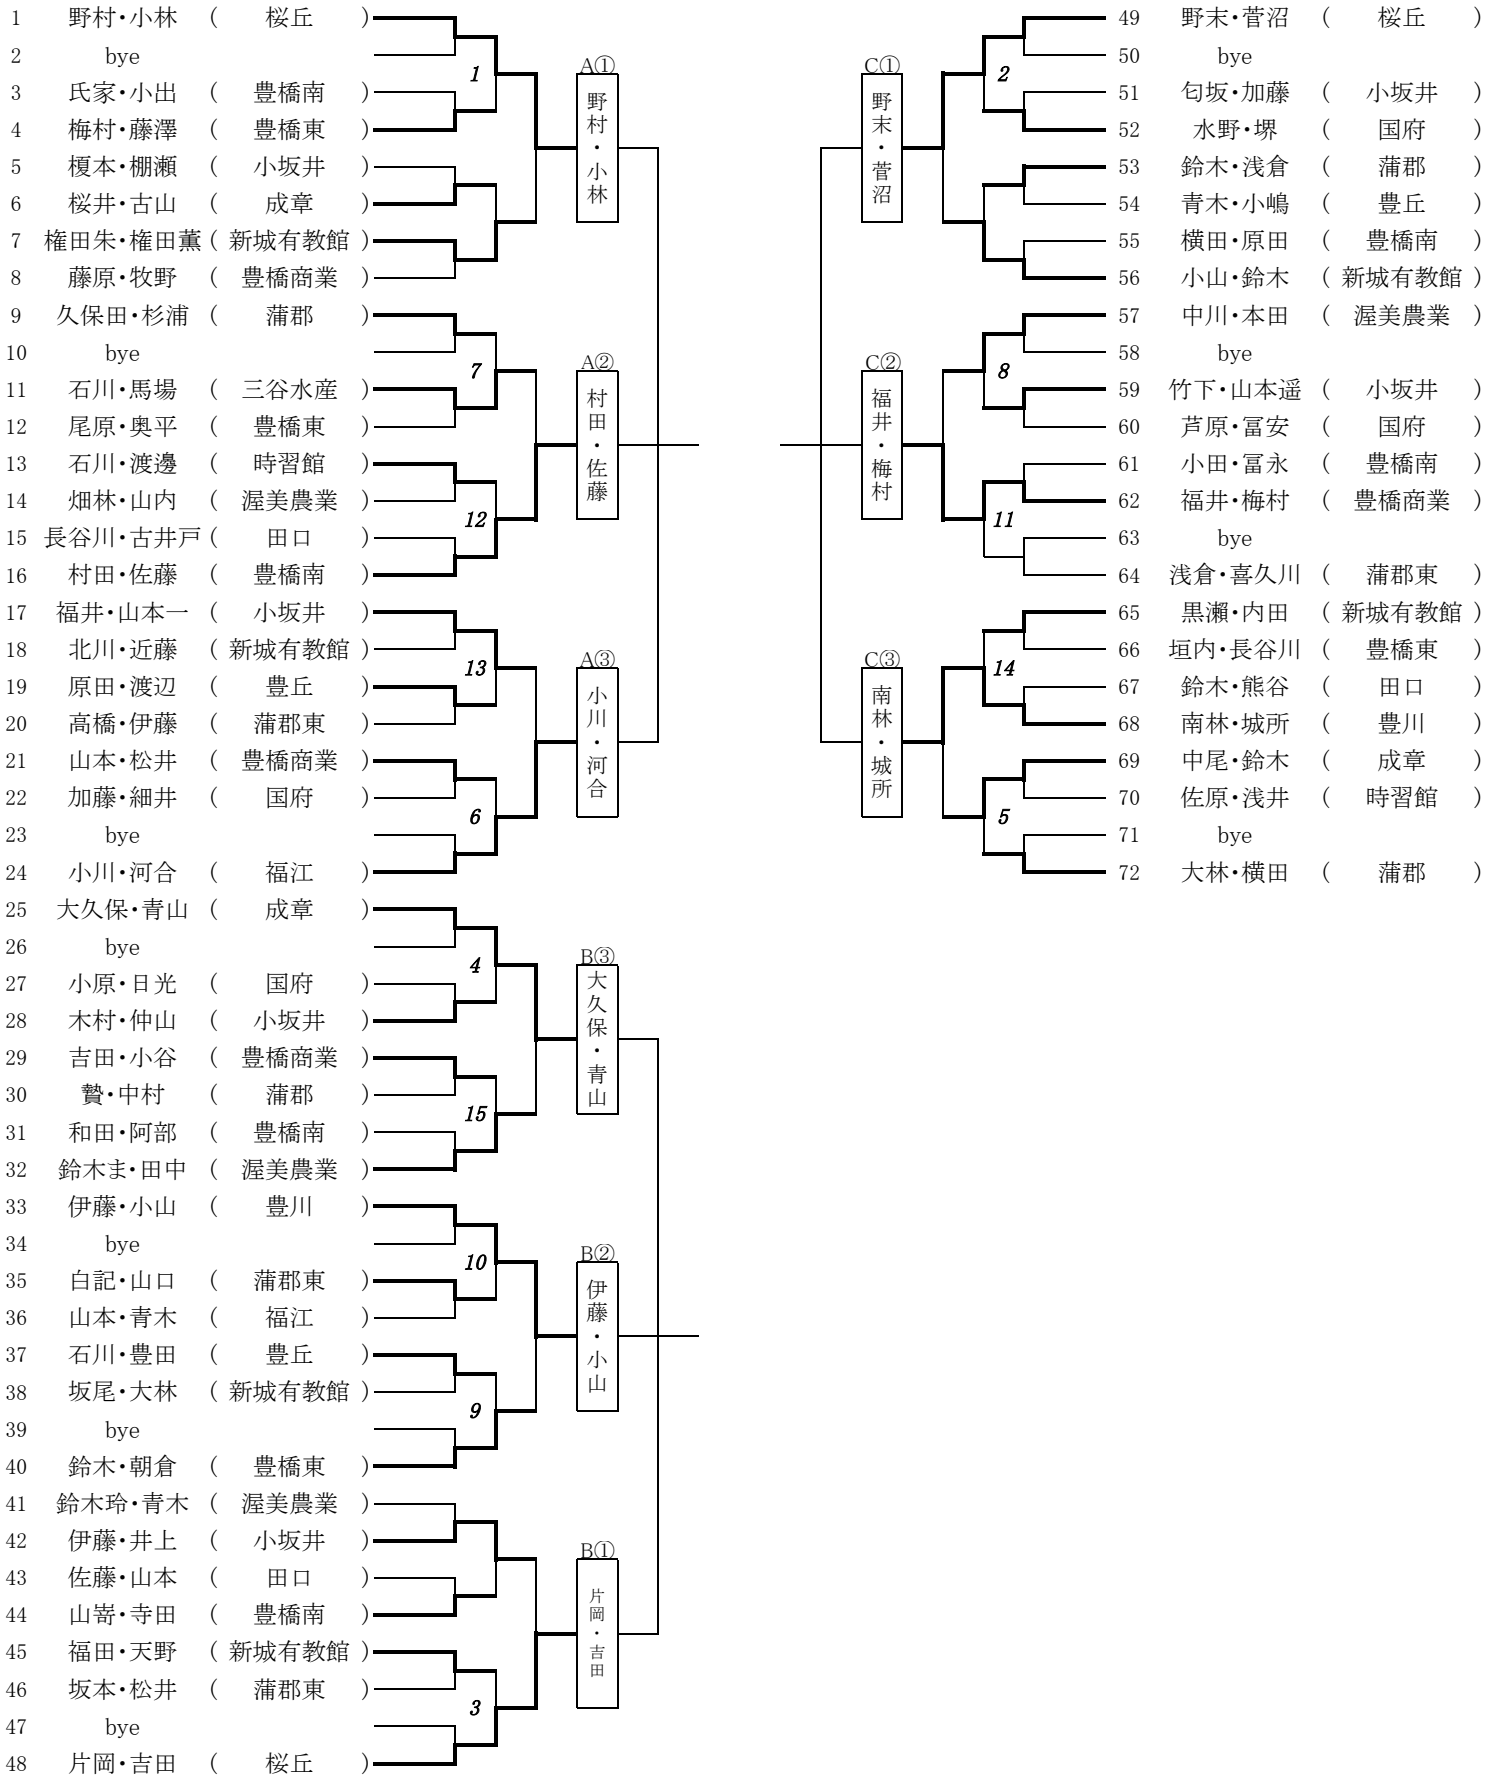 1 野村・小林 ( 桜丘 )
2 bye
3 氏家・小出 ( 豊橋南 )
4 梅村・藤澤 ( 豊橋東 )
5 榎本・棚瀬 ( 小坂井 )
6 桜井・古山 ( 成章 )
7 権田朱・権田薫 ( 新城有教館 )
8 藤原・牧野 ( 豊橋商業 )
9 久保田・杉浦 ( 蒲郡 )
10 bye
11 石川・馬場 ( 三谷水産 )
12 尾原・奥平 ( 豊橋東 )
13 石川・渡邊 ( 時習館 )
14 畑林・山内 ( 渥美農業 )
15 長谷川・古井戸 ( 田口 )
16 村田・佐藤 ( 豊橋南 )
17 福井・山本一 ( 小坂井 )
18 北川・近藤 ( 新城有教館 )
19 原田・渡辺 ( 豊丘 )
20 高橋・伊藤 ( 蒲郡東 )
21 山本・松井 ( 豊橋商業 )
22 加藤・細井 ( 国府 )
23 bye
24 小川・河合 ( 福江 )
25 大久保・青山 ( 成章 )
26 bye
27 小原・日光 ( 国府 )
28 木村・仲山 ( 小坂井 )
29 吉田・小谷 ( 豊橋商業 )
30 贄・中村 ( 蒲郡 )
31 和田・阿部 ( 豊橋南 )
32 鈴木ま・田中 ( 渥美農業 )
33 伊藤・小山 ( 豊川 )
34 bye
35 白記・山口 ( 蒲郡東 )
36 山本・青木 ( 福江 )
37 石川・豊田 ( 豊丘 )
38 坂尾・大林 ( 新城有教館 )
39 bye
40 鈴木・朝倉 ( 豊橋東 )
41 鈴木玲・青木 ( 渥美農業 )
42 伊藤・井上 ( 小坂井 )
43 佐藤・山本 ( 田口 )
44 山嵜・寺田 ( 豊橋南 )
45 福田・天野 ( 新城有教館 )
46 坂本・松井 ( 蒲郡東 )
47 bye
48 片岡・吉田 ( 桜丘 )
1
7
12
13
6
4
15
10
9
3
A①
野村・小林
A②
村田・佐藤
A③
小川・河合
B③
大久保・青山
B②
伊藤・小山
B①
片岡・吉田
C①
野末・菅沼
C②
福井・梅村
C③
南林・城所
2
8
11
14
5
49 野末・菅沼 ( 桜丘 )
50 bye
51 匂坂・加藤 ( 小坂井 )
52 水野・堺 ( 国府 )
53 鈴木・浅倉 ( 蒲郡 )
54 青木・小嶋 ( 豊丘 )
55 横田・原田 ( 豊橋南 )
56 小山・鈴木 ( 新城有教館 )
57 中川・本田 ( 渥美農業 )
58 bye
59 竹下・山本遥 ( 小坂井 )
60 芦原・冨安 ( 国府 )
61 小田・冨永 ( 豊橋南 )
62 福井・梅村 ( 豊橋商業 )
63 bye
64 浅倉・喜久川 ( 蒲郡東 )
65 黒瀬・内田 ( 新城有教館 )
66 垣内・長谷川 ( 豊橋東 )
67 鈴木・熊谷 ( 田口 )
68 南林・城所 ( 豊川 )
69 中尾・鈴木 ( 成章 )
70 佐原・浅井 ( 時習館 )
71 bye
72 大林・横田 ( 蒲郡 )